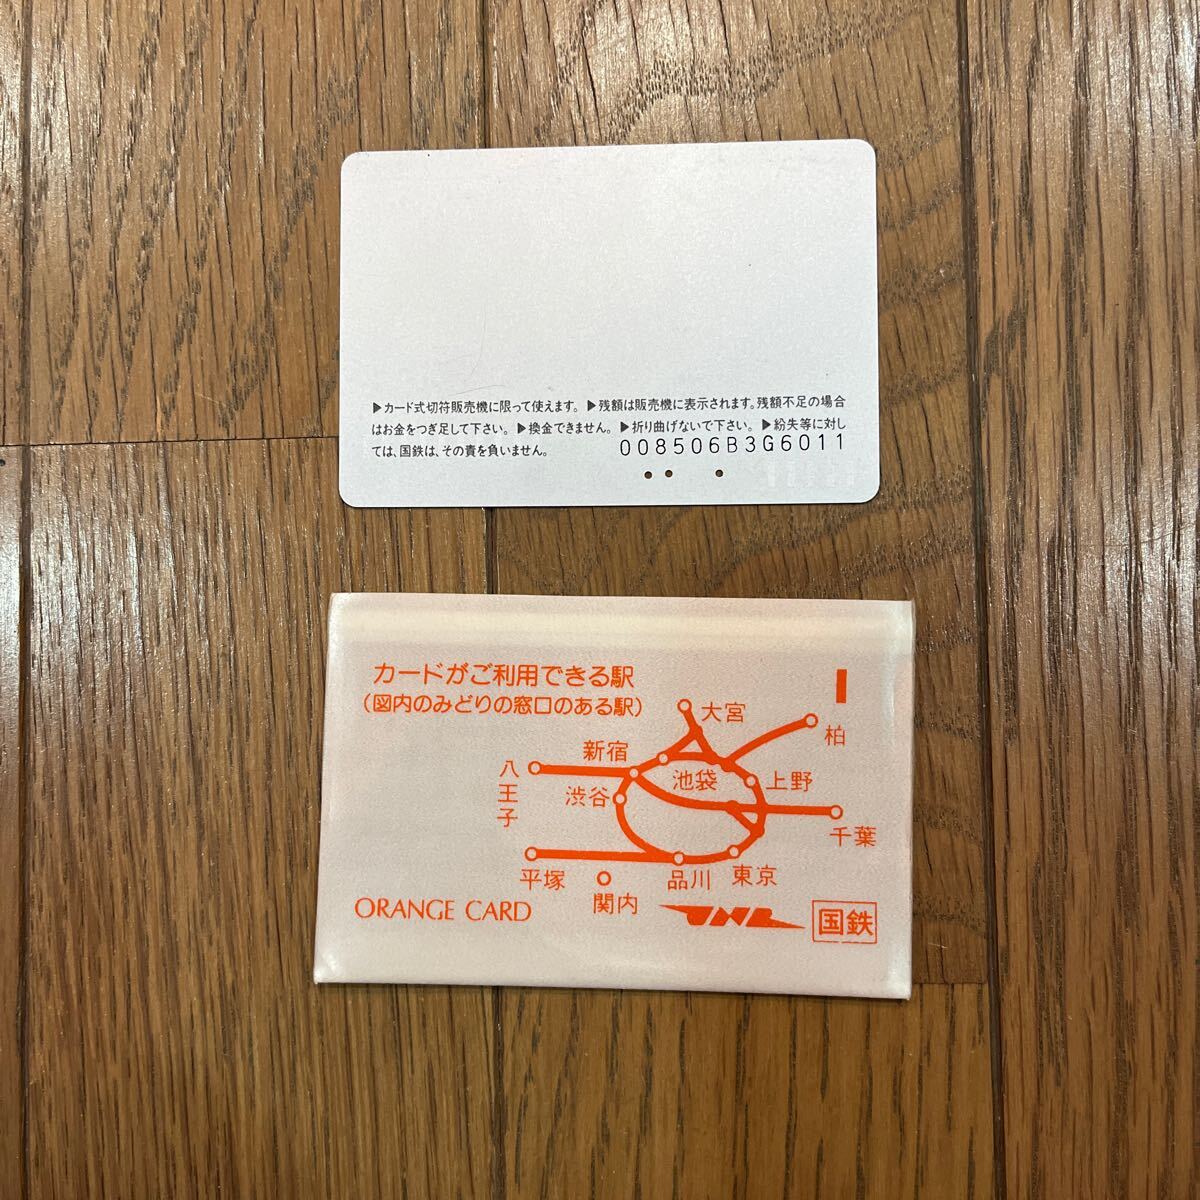 ▶カード式切符販売機に限って使えます。▶残額は販売機に表示されます。残額不足の場合
はお金をつぎ足して下さい。▶換金できません。▶折り曲げないで下さい。▶紛失等に対し
ては、国鉄は、その責を負いません。
008506B3G6011
カードがご利用できる駅
(図内のみどりの窓口のある駅)
大宮
柏
新宿
八王子
池袋
上野
渋谷
千葉
平塚
関内
品川
東京
ORANGE CARD
JNR
国鉄